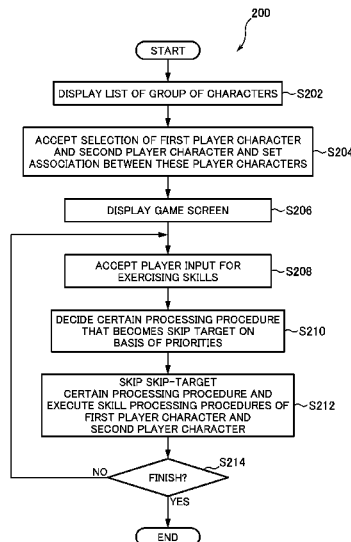 200
START
DISPLAY LIST OF GROUP OF CHARACTERS
S202
ACCEPT SELECTION OF FIRST PLAYER CHARACTER
AND SECOND PLAYER CHARACTER AND SET
ASSOCIATION BETWEEN THESE PLAYER CHARACTERS
S204
DISPLAY GAME SCREEN
S206
ACCEPT PLAYER INPUT FOR
EXERCISING SKILLS
S208
DECIDE CERTAIN PROCESSING PROCEDURE
THAT BECOMES SKIP TARGET ON
BASIS OF PRIORITIES
S210
SKIP SKIP-TARGET
CERTAIN PROCESSING PROCEDURE AND
EXECUTE SKILL PROCESSING PROCEDURES OF
FIRST PLAYER CHARACTER AND
SECOND PLAYER CHARACTER
S212
S214
NO
FINISH?
YES
END